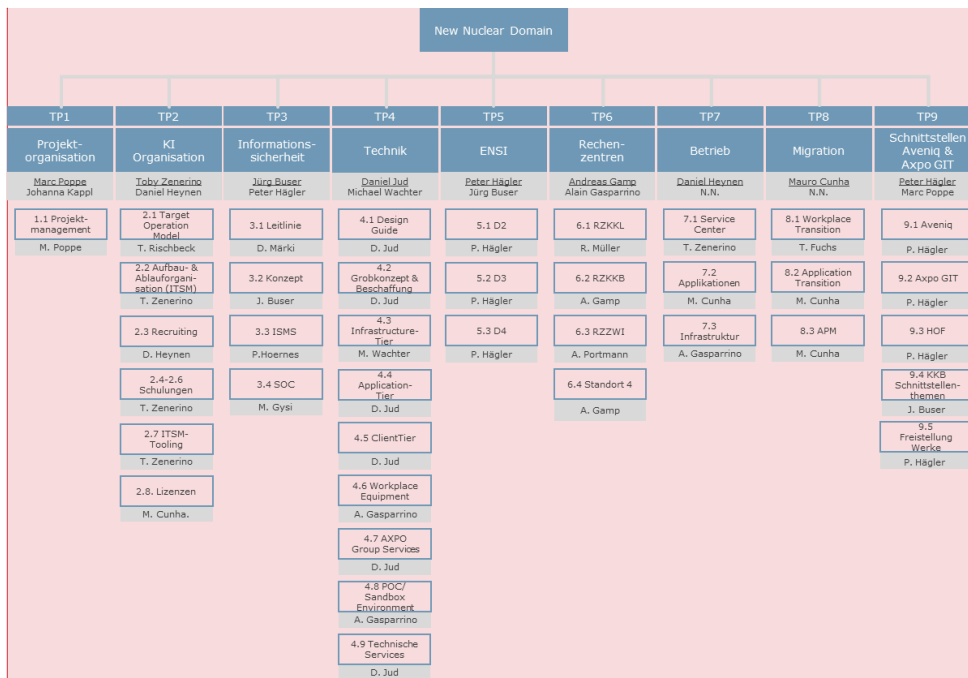 New Nuclear Domain
TP1
Projekt-
organisation
Marc Poppe
Johanna Kappl
1.1 Projekt-
management
M. Poppe
TP2
KI
Organisation
Toby Zenerino
Daniel Heynen
2.1 Target
Operation
Model
T. Rischbeck
2.2 Aufbau- &
Ablauforgani-
sation (ITSM)
T. Zenerino
2.3 Recruiting
D. Heynen
2.4-2.6
Schulungen
T. Zenerino
2.7 ITSM-
Tooling
T. Zenerino
2.8. Lizenzen
M. Cunha.
TP3
Informations-
sicherheit
Jürg Buser
Peter Hägler
3.1 Leitlinie
D. Märki
3.2 Konzept
J. Buser
3.3 ISMS
P.Hoernes
3.4 SOC
M. Gysi
TP4
Technik
Daniel Jud
Michael Wachter
4.1 Design
Guide
D. Jud
4.2
Grobkonzept
& Beschaffung
D. Jud
4.3
Infrastructure-
Tier
M. Wachter
4.4
Application-
Tier
D. Jud
4.5 ClientTier
D. Jud
4.6 Workplace
Equipment
A. Gasparrino
4.7 AXPO
Group Services
D. Jud
4.8 POC/
Sandbox
Environment
A. Gasparrino
4.9 Technische
Services
D. Jud
TP5
ENSI
Peter Hägler
Jürg Buser
5.1 D2
P. Hägler
5.2 D3
P. Hägler
5.3 D4
P. Hägler
TP6
Rechen-
zentren
Andreas Gamp
Alain Gasparrino
6.1 RZKKL
R. Müller
6.2 RZKKB
A. Gamp
6.3 RZZWI
A. Portmann
6.4 Standort 4
A. Gamp
TP7
Betrieb
Daniel Heynen
N.N.
7.1 Service
Center
T. Zenerino
7.2
Applikationen
M. Cunha
7.3
Infrastruktur
A. Gasparrino
TP8
Migration
Mauro Cunha
N.N.
8.1 Workplace
Transition
T. Fuchs
8.2 Application
Transition
M. Cunha
8.3 APM
M. Cunha
TP9
Schnittstellen
Aveniq &
Axpo GIT
Peter Hägler
Marc Poppe
9.1 Aveniq
P. Hägler
9.2 Axpo GIT
P. Hägler
9.3 HOF
P. Hägler
9.4 KKB
Schnittstellen-
themen
J. Buser
9.5
Freistellung
Werke
P. Hägler